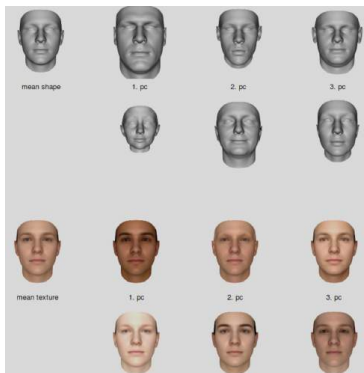 mean shape 1. pc 2. pc 3. pc
mean texture 1. pc 2. pc 3. pc